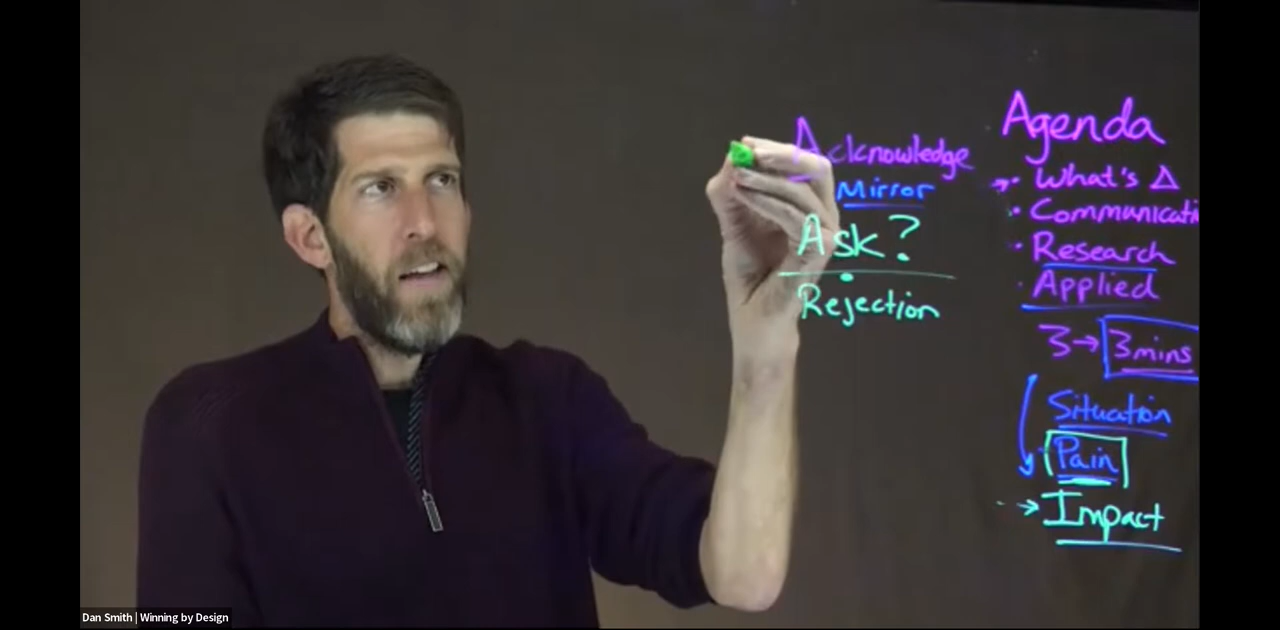 Acknowledge
Mirror
Ask?
Rejection
Agenda
→• What's Δ
• Communicati
• Research
• Applied
3→ 3mins
Situation
Pain
→ Impact
Dan Smith | Winning by Design